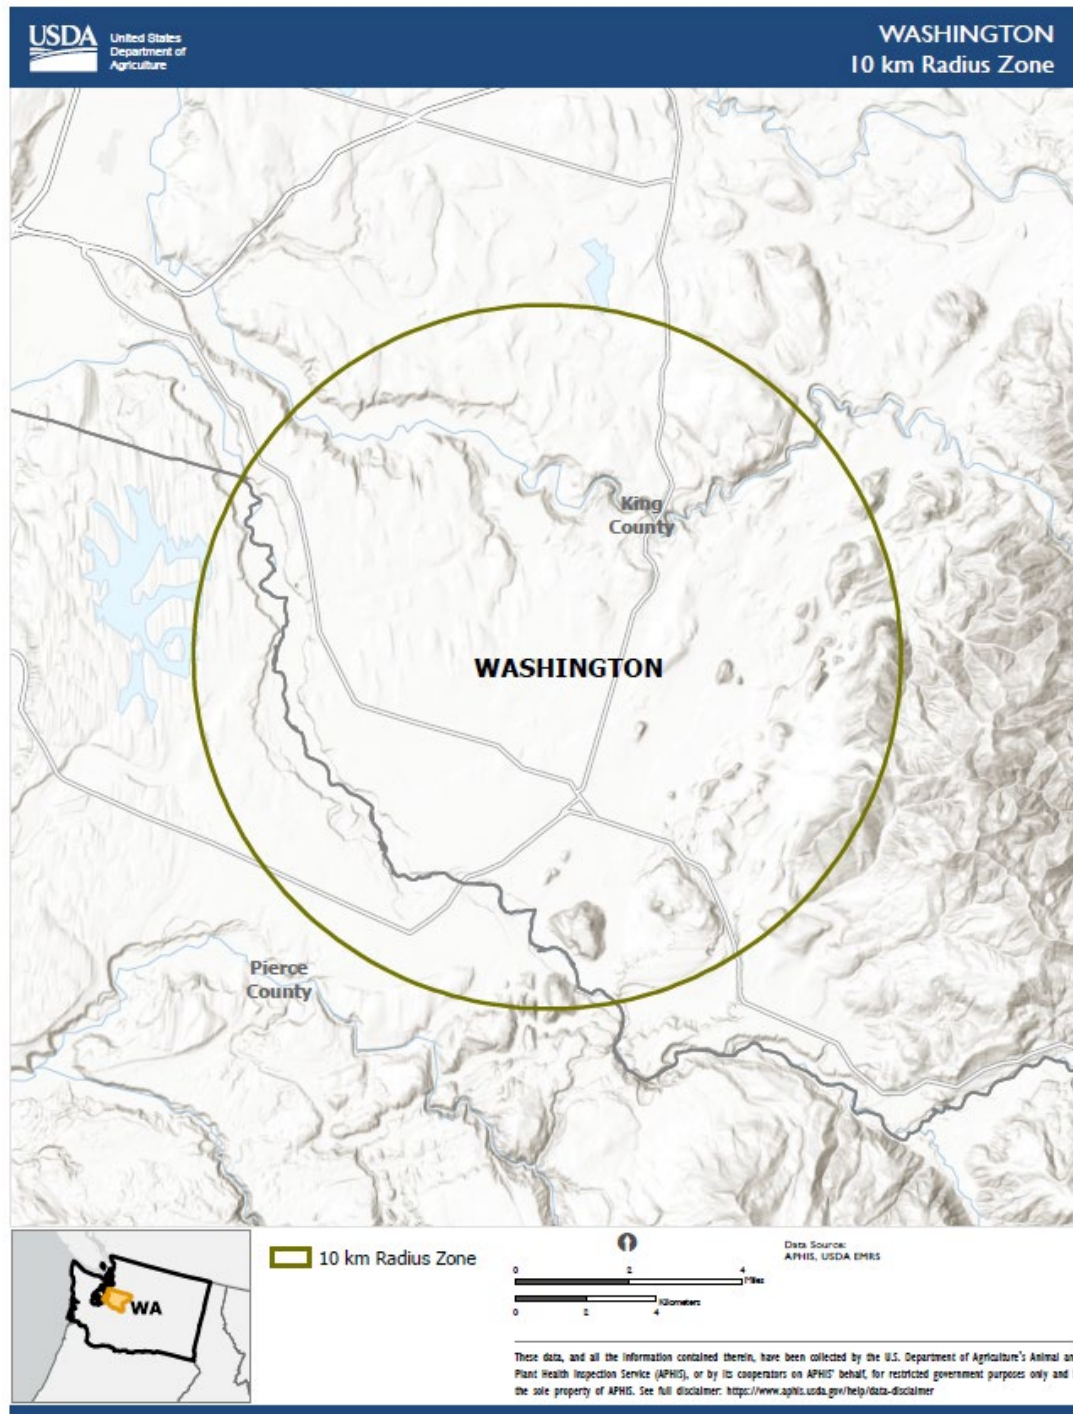 USDA
United States
Department of
Agriculture
WASHINGTON
10 km Radius Zone
King
County
WASHINGTON
Pierce
County
WA
10 km Radius Zone
0 2 4
Miles
Kilometers
0 2 4
Data Source:
APHIS, USDA EMRS
These data, and all the information contained therein, have been collected by the U.S. Department of Agriculture's Animal an
Plant Health Inspection Service (APHIS), or by its cooperators on APHIS' behalf, for restricted government purposes only and
the sole property of APHIS. See full disclaimer: https://www.aphis.usda.gov/help/data-disclaimer